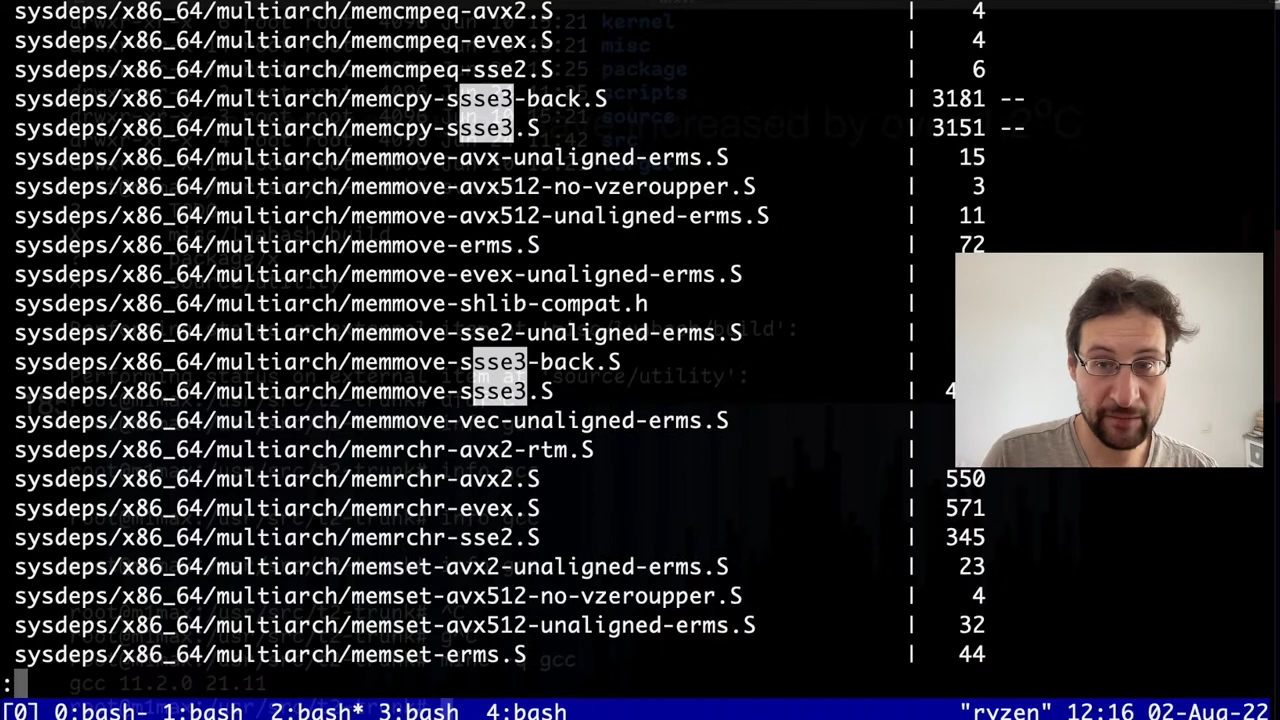 sysdeps/x86_64/multiarch/memcmpeq-avx2.S | 4
sysdeps/x86_64/multiarch/memcmpeq-evex.S | 4
sysdeps/x86_64/multiarch/memcmpeq-sse2.S | 6
sysdeps/x86_64/multiarch/memcpy-ssse3-back.S | 3181 --
sysdeps/x86_64/multiarch/memcpy-ssse3.S | 3151 --
sysdeps/x86_64/multiarch/memmove-avx-unaligned-erms.S | 15
sysdeps/x86_64/multiarch/memmove-avx512-no-vzeroupper.S | 3
sysdeps/x86_64/multiarch/memmove-avx512-unaligned-erms.S | 11
sysdeps/x86_64/multiarch/memmove-erms.S | 72
sysdeps/x86_64/multiarch/memmove-evex-unaligned-erms.S |
sysdeps/x86_64/multiarch/memmove-shlib-compat.h |
sysdeps/x86_64/multiarch/memmove-sse2-unaligned-erms.S |
sysdeps/x86_64/multiarch/memmove-ssse3-back.S |
sysdeps/x86_64/multiarch/memmove-ssse3.S | 4
sysdeps/x86_64/multiarch/memmove-vec-unaligned-erms.S |
sysdeps/x86_64/multiarch/memrchr-avx2-rtm.S |
sysdeps/x86_64/multiarch/memrchr-avx2.S | 550
sysdeps/x86_64/multiarch/memrchr-evex.S | 571
sysdeps/x86_64/multiarch/memrchr-sse2.S | 345
sysdeps/x86_64/multiarch/memset-avx2-unaligned-erms.S | 23
sysdeps/x86_64/multiarch/memset-avx512-no-vzeroupper.S | 4
sysdeps/x86_64/multiarch/memset-avx512-unaligned-erms.S | 32
sysdeps/x86_64/multiarch/memset-erms.S | 44
:
gcc 11.2.0 21.11
[0] 0:bash- 1:bash 2:bash* 3:bash 4:bash "ryzen" 12:16 02-Aug-22